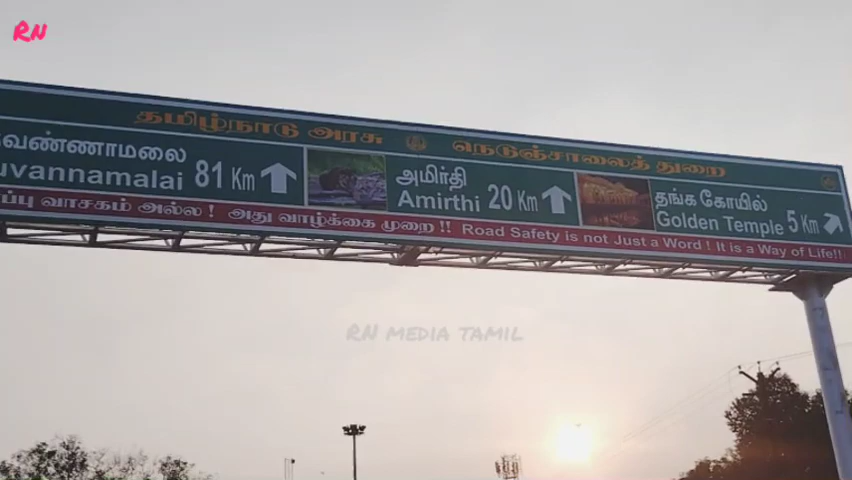 RN
தமிழ்நாடு அரசு நெடுஞ்சாலைத் துறை
வண்ணாமலை
uvannamalai 81 Km
அமிர்தி
Amirthi 20 Km
தங்க கோயில்
Golden Temple 5 Km
ப்பு வாசகம் அல்ல ! அது வாழ்க்கை முறை !! Road Safety is not Just a Word ! It is a Way of Life!!
RN MEDIA TAMIL